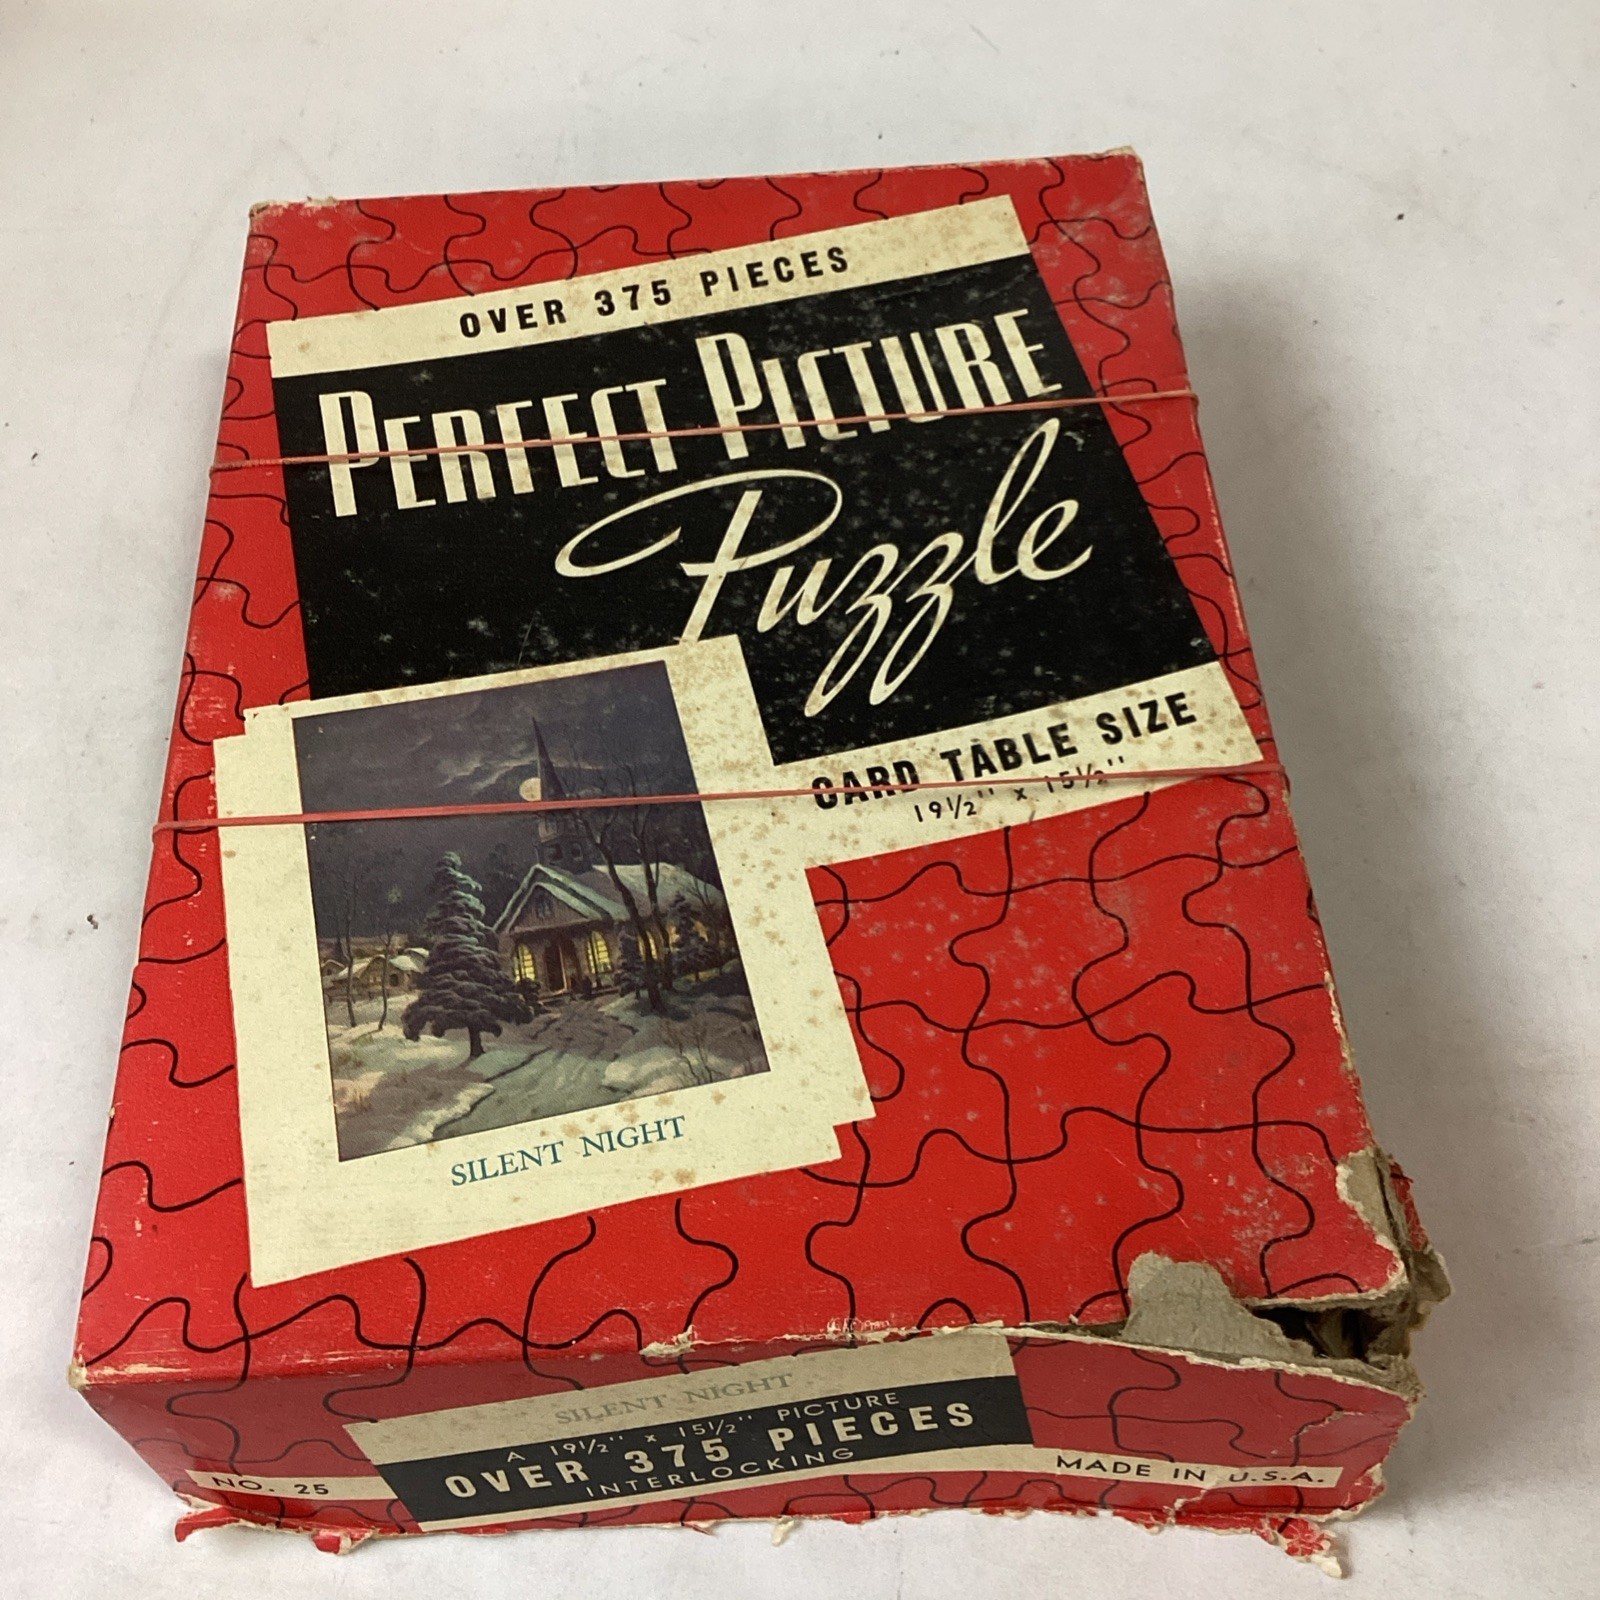 OVER 375 PIECES
PERFECT PICTURE
Puzzle
CARD TABLE SIZE
19½" x 15½"
SILENT NIGHT
SILENT NIGHT
A 19½" x 15½" PICTURE
OVER 375 PIECES
INTERLOCKING
NO. 25
MADE IN U.S.A.